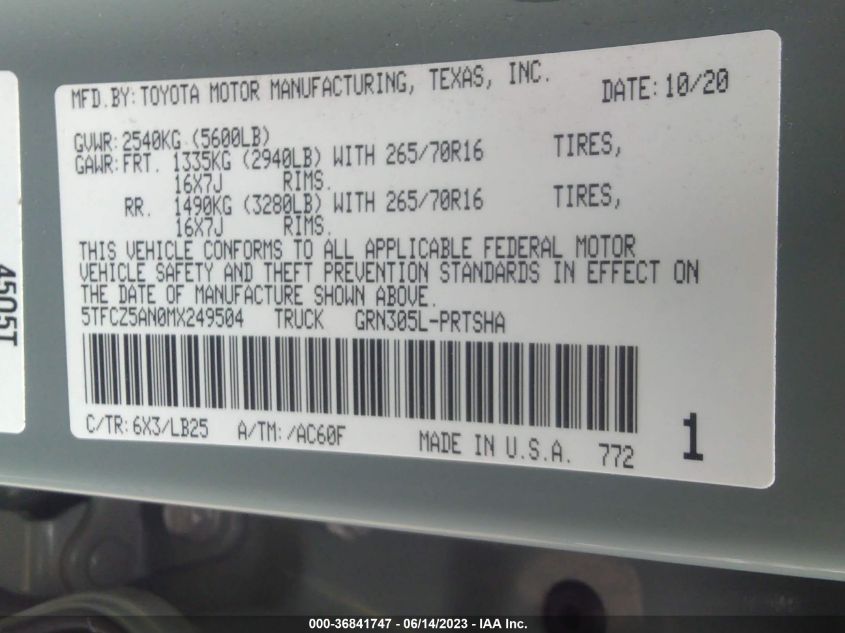 MFD.BY: TOYOTA MOTOR MANUFACTURING, TEXAS, INC. DATE: 10/20
GVWR: 2540KG (5600LB)
GAWR: FRT. 1335KG (2940LB) WITH 265/70R16 TIRES,
16X7J RIMS.
RR. 1490KG (3280LB) WITH 265/70R16 TIRES,
16X7J RIMS.
THIS VEHICLE CONFORMS TO ALL APPLICABLE FEDERAL MOTOR
VEHICLE SAFETY AND THEFT PREVENTION STANDARDS IN EFFECT ON
THE DATE OF MANUFACTURE SHOWN ABOVE.
5TFCZ5AN0MX249504 TRUCK GRN305L-PRTSHA
C/TR: 6X3/LB25 A/TM: /AC60F MADE IN U.S.A. 772 1
4505T
000-36841747 - 06/14/2023 - IAA Inc.